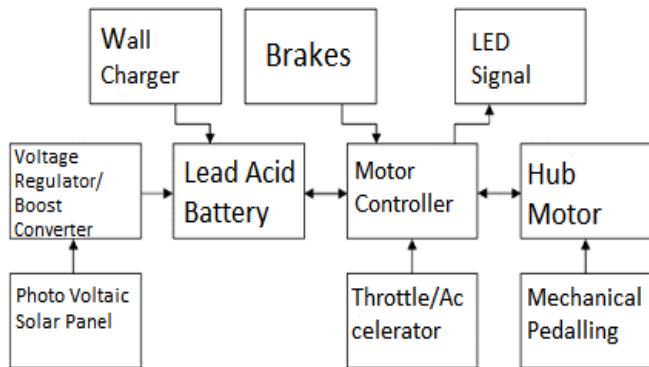 Wall
Charger
Brakes
LED
Signal
Voltage
Regulator/
Boost
Converter
Lead Acid
Battery
Motor
Controller
Hub
Motor
Photo Voltaic
Solar Panel
Throttle/Ac
celerator
Mechanical
Pedalling